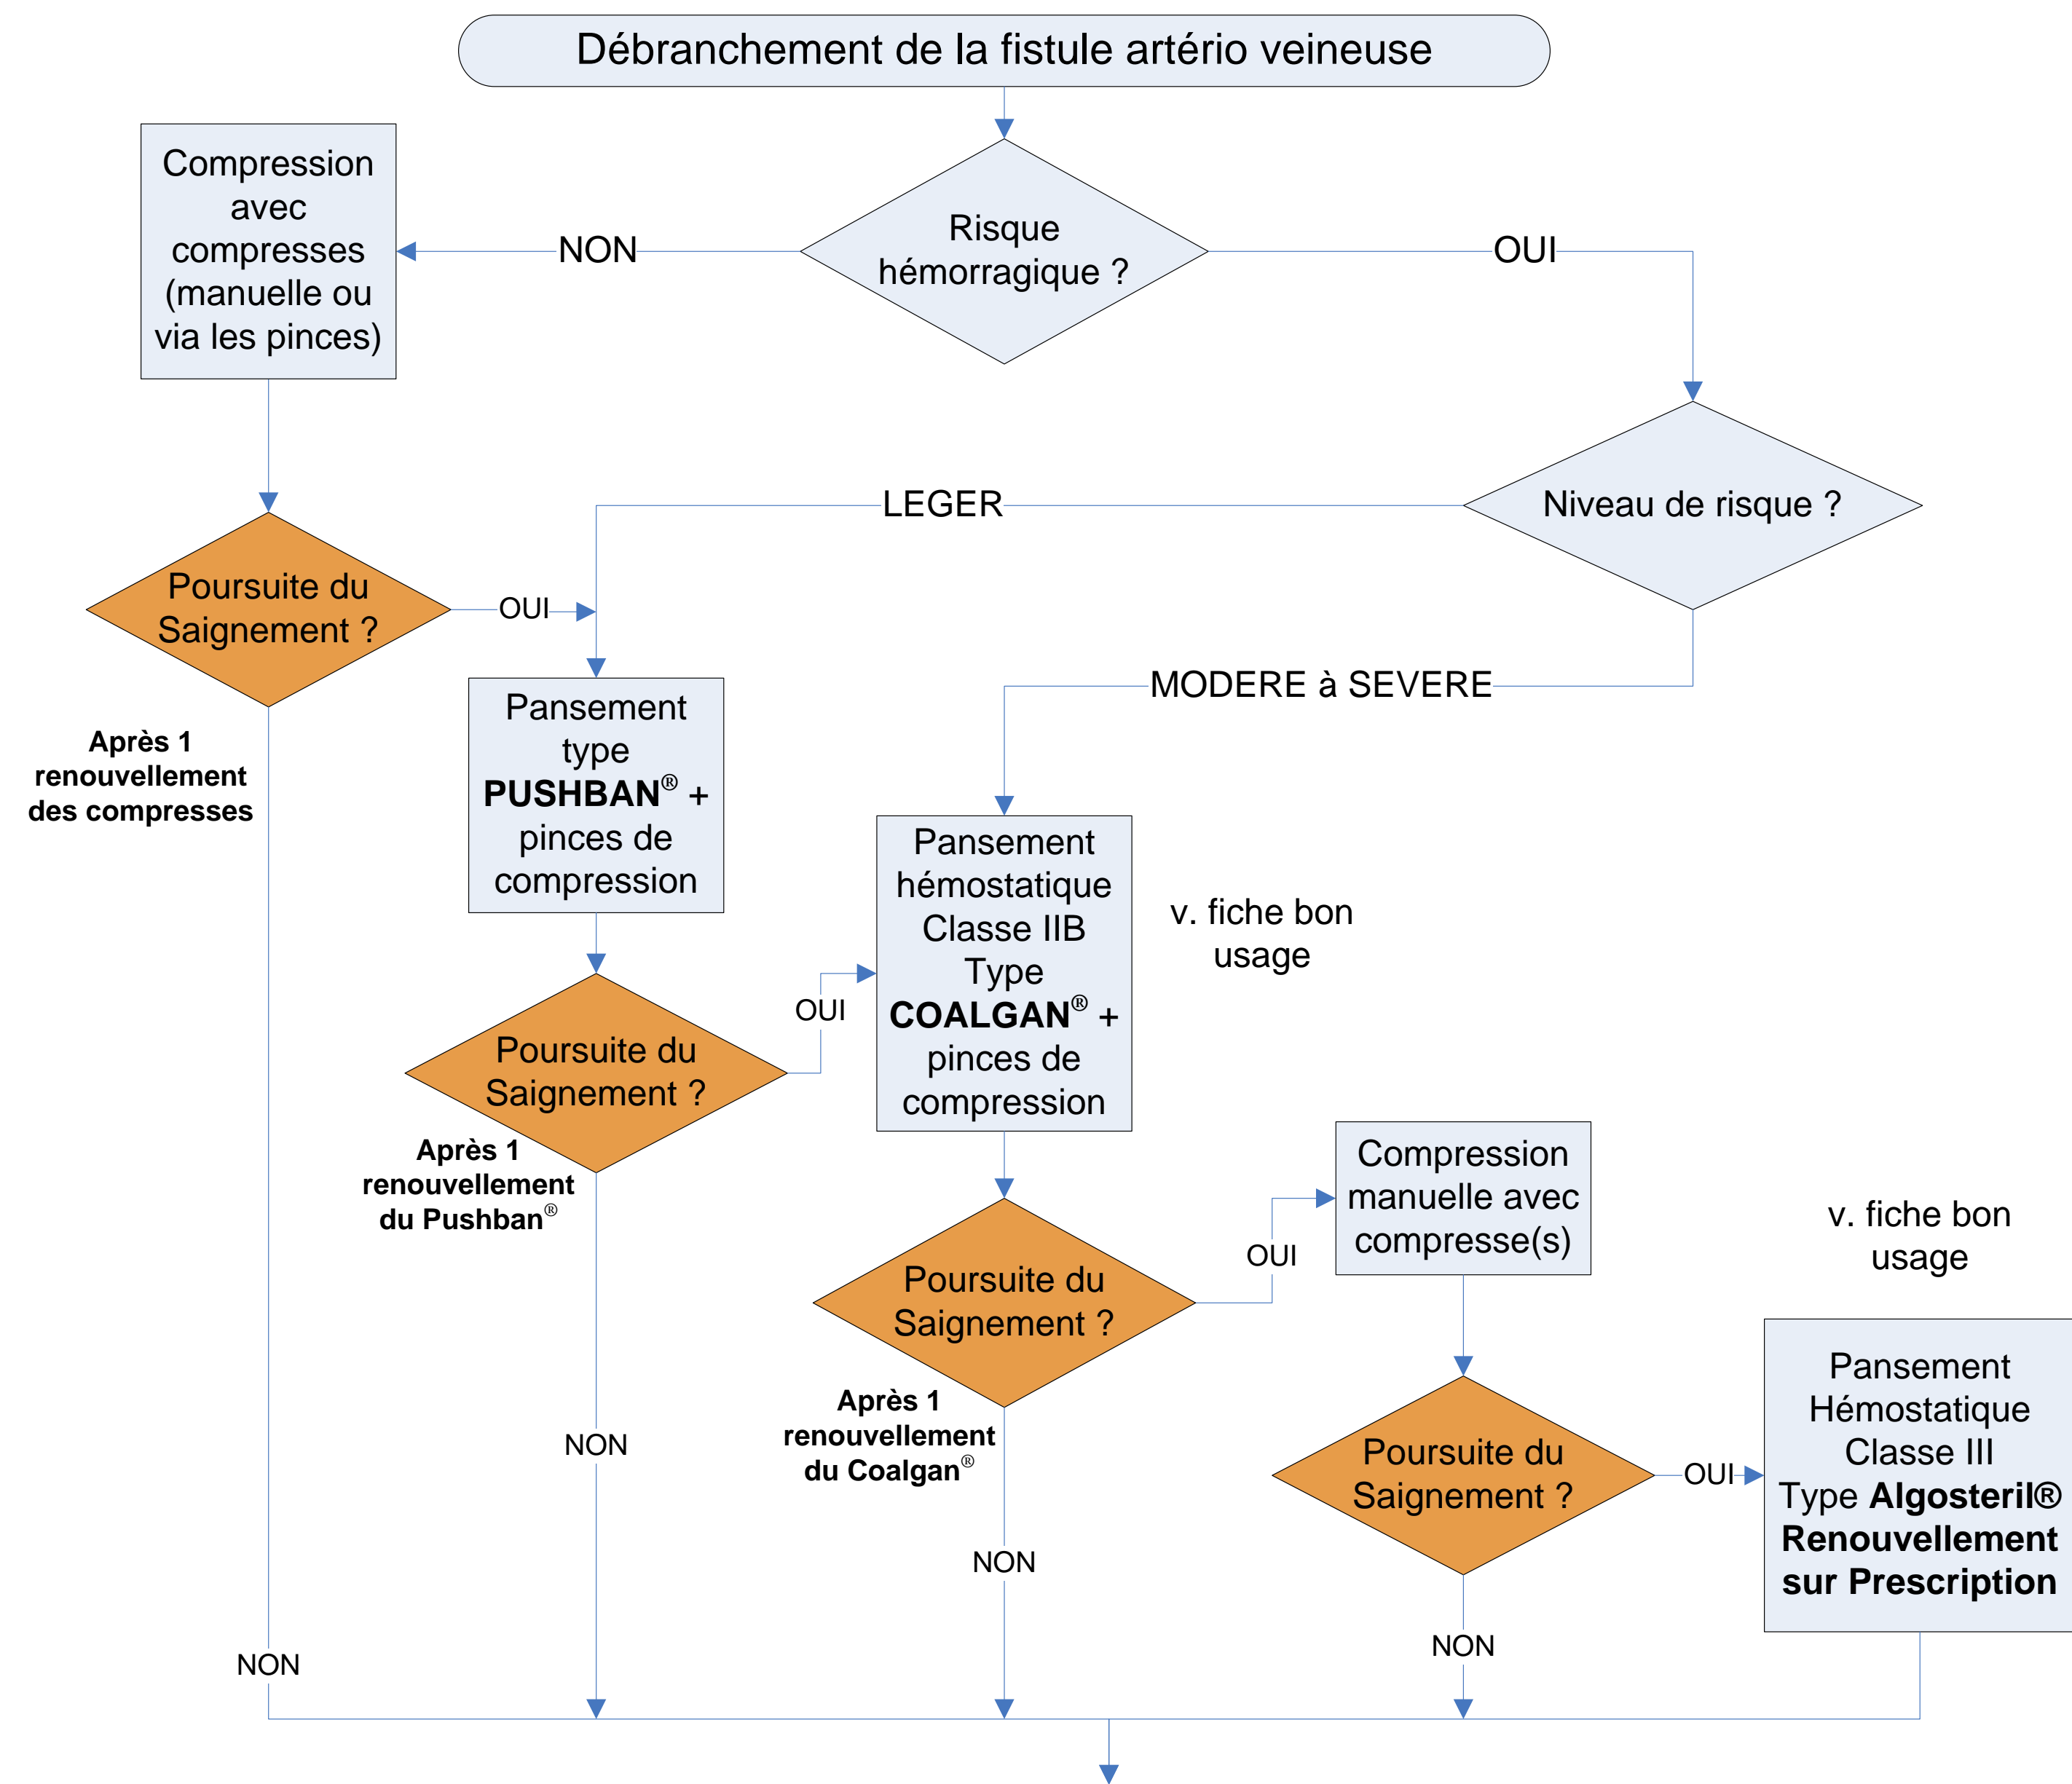 Débranchement de la fistule artério veineuse
Compression
avec
compresses
(manuelle ou
via les pinces)
NON
Risque
hémorragique ?
OUI
Niveau de risque ?
LEGER
Poursuite du
Saignement ?
OUI
Après 1
renouvellement
des compresses
MODERE à SEVERE
Pansement
type
PUSHBAN® +
pinces de
compression
Pansement
hémostatique
Classe IIB
Type
COALGAN® +
pinces de
compression
v. fiche bon
usage
Poursuite du
Saignement ?
OUI
Après 1
renouvellement
du Pushban®
Compression
manuelle avec
compresse(s)
v. fiche bon
usage
Poursuite du
Saignement ?
OUI
Après 1
renouvellement
du Coalgan®
Poursuite du
Saignement ?
OUI
Pansement
Hémostatique
Classe III
Type Algosteril®
Renouvellement
sur Prescription
NON
NON
NON
NON